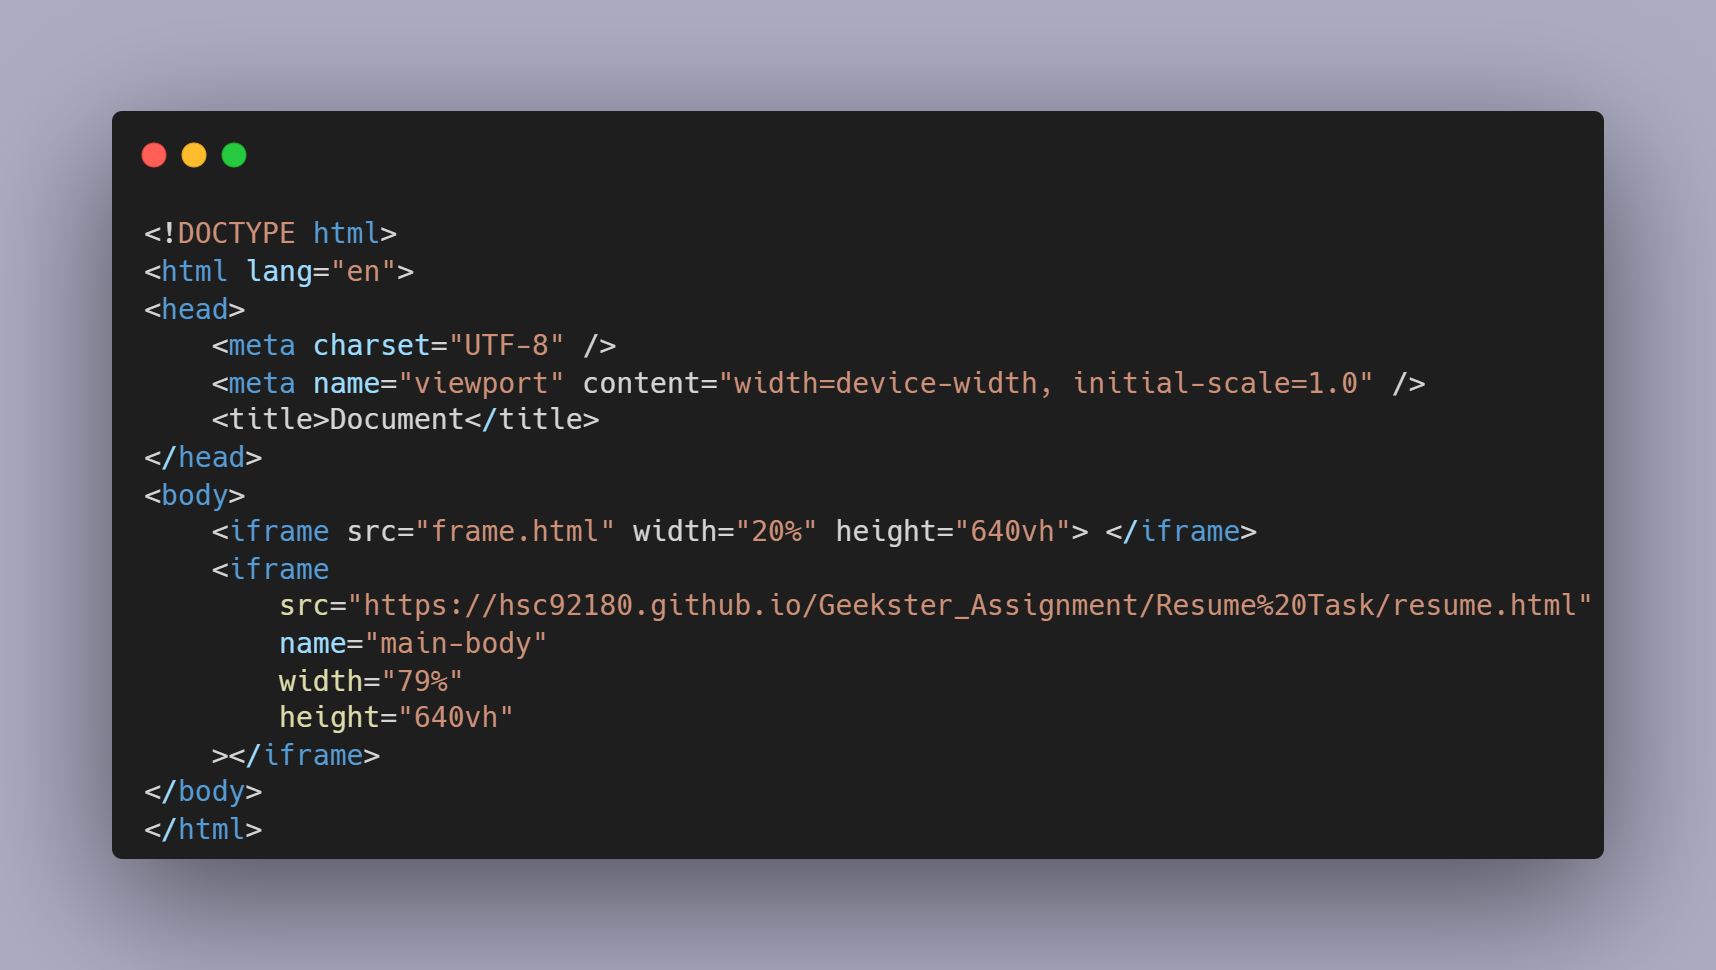 <!DOCTYPE html>
<html lang="en">
<head>
    <meta charset="UTF-8" />
    <meta name="viewport" content="width=device-width, initial-scale=1.0" />
    <title>Document</title>
</head>
<body>
    <iframe src="frame.html" width="20%" height="640vh"> </iframe>
    <iframe
        src="https://hsc92180.github.io/Geekster_Assignment/Resume%20Task/resume.html"
        name="main-body"
        width="79%"
        height="640vh"
    ></iframe>
</body>
</html>